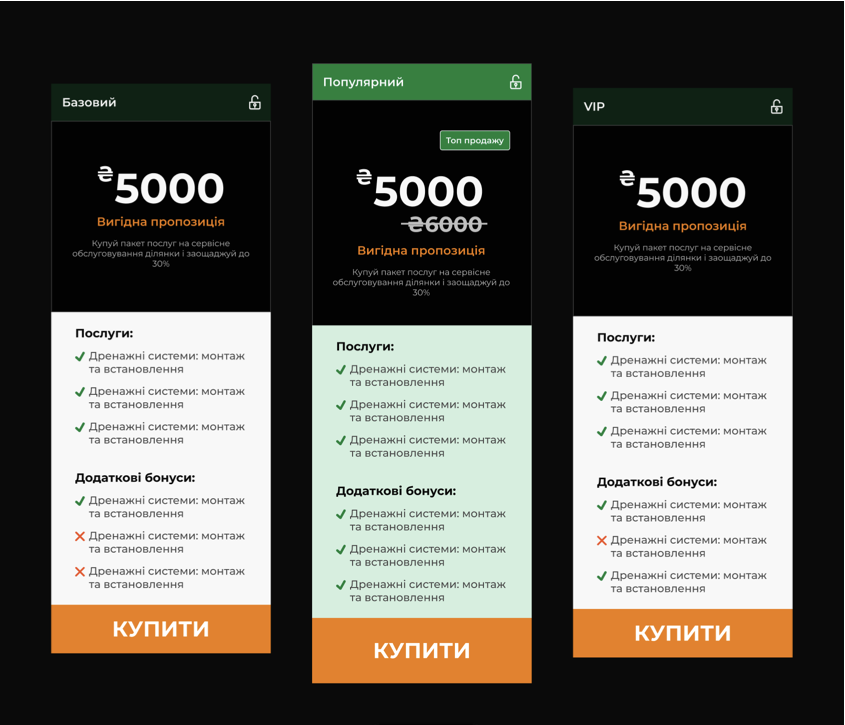 Базовий
₴5000
Вигідна пропозиція
Купуй пакет послуг на сервісне
обслуговування ділянки і заощаджуй до
30%
Послуги:
Дренажні системи: монтаж
та встановлення
Дренажні системи: монтаж
та встановлення
Дренажні системи: монтаж
та встановлення
Додаткові бонуси:
Дренажні системи: монтаж
та встановлення
Дренажні системи: монтаж
та встановлення
Дренажні системи: монтаж
та встановлення
КУПИТИ
Популярний
Топ продажу
₴5000
₴6000
Вигідна пропозиція
Купуй пакет послуг на сервісне
обслуговування ділянки і заощаджуй до
30%
Послуги:
Дренажні системи: монтаж
та встановлення
Дренажні системи: монтаж
та встановлення
Дренажні системи: монтаж
та встановлення
Додаткові бонуси:
Дренажні системи: монтаж
та встановлення
Дренажні системи: монтаж
та встановлення
Дренажні системи: монтаж
та встановлення
КУПИТИ
VIP
₴5000
Вигідна пропозиція
Купуй пакет послуг на сервісне
обслуговування ділянки і заощаджуй до
30%
Послуги:
Дренажні системи: монтаж
та встановлення
Дренажні системи: монтаж
та встановлення
Дренажні системи: монтаж
та встановлення
Додаткові бонуси:
Дренажні системи: монтаж
та встановлення
Дренажні системи: монтаж
та встановлення
Дренажні системи: монтаж
та встановлення
КУПИТИ